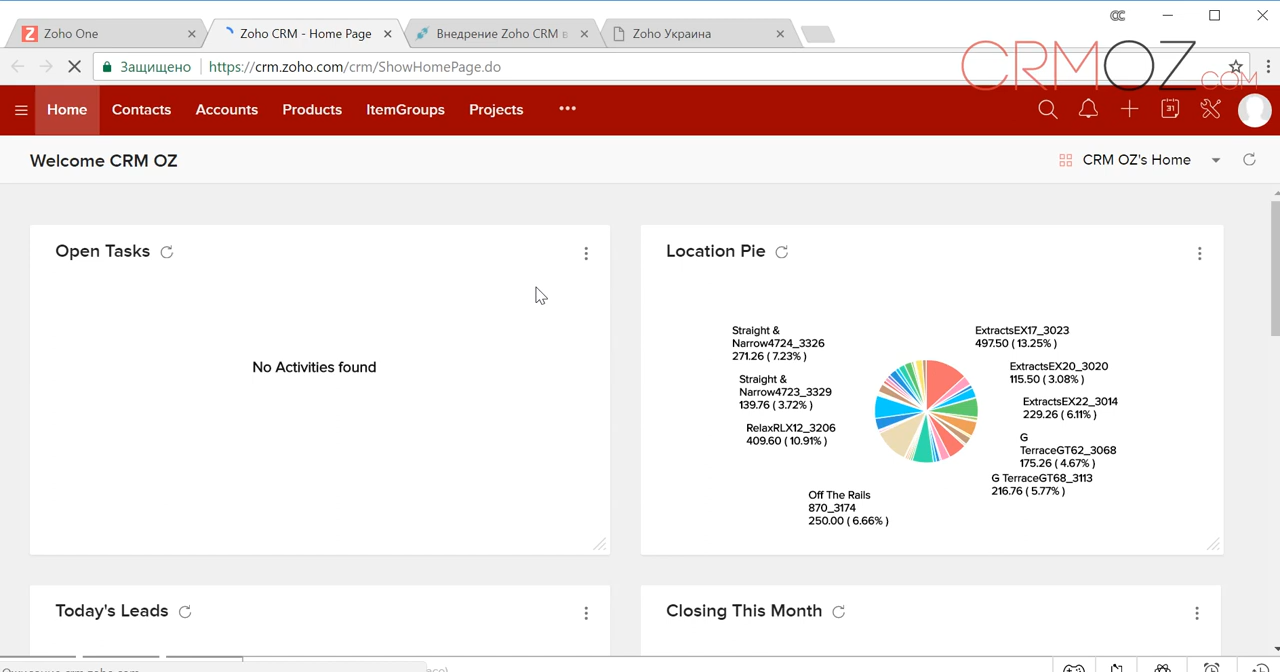 Zoho One
Zoho CRM - Home Page
Внедрение Zoho CRM в
Zoho Украина
Защищено
https://crm.zoho.com/crm/ShowHomePage.do
CRMOZ.COM
Home
Contacts
Accounts
Products
ItemGroups
Projects
31
Welcome CRM OZ
CRM OZ's Home
Open Tasks
No Activities found
Location Pie
Straight &
Narrow4724_3326
271.26 ( 7.23% )
Straight &
Narrow4723_3329
139.76 ( 3.72% )
RelaxRLX12_3206
409.60 ( 10.91% )
Off The Rails
870_3174
250.00 ( 6.66% )
ExtractsEX17_3023
497.50 ( 13.25% )
ExtractsEX20_3020
115.50 ( 3.08% )
ExtractsEX22_3014
229.26 ( 6.11% )
G
TerraceGT62_3068
175.26 ( 4.67% )
G TerraceGT68_3113
216.76 ( 5.77% )
Today's Leads
Closing This Month